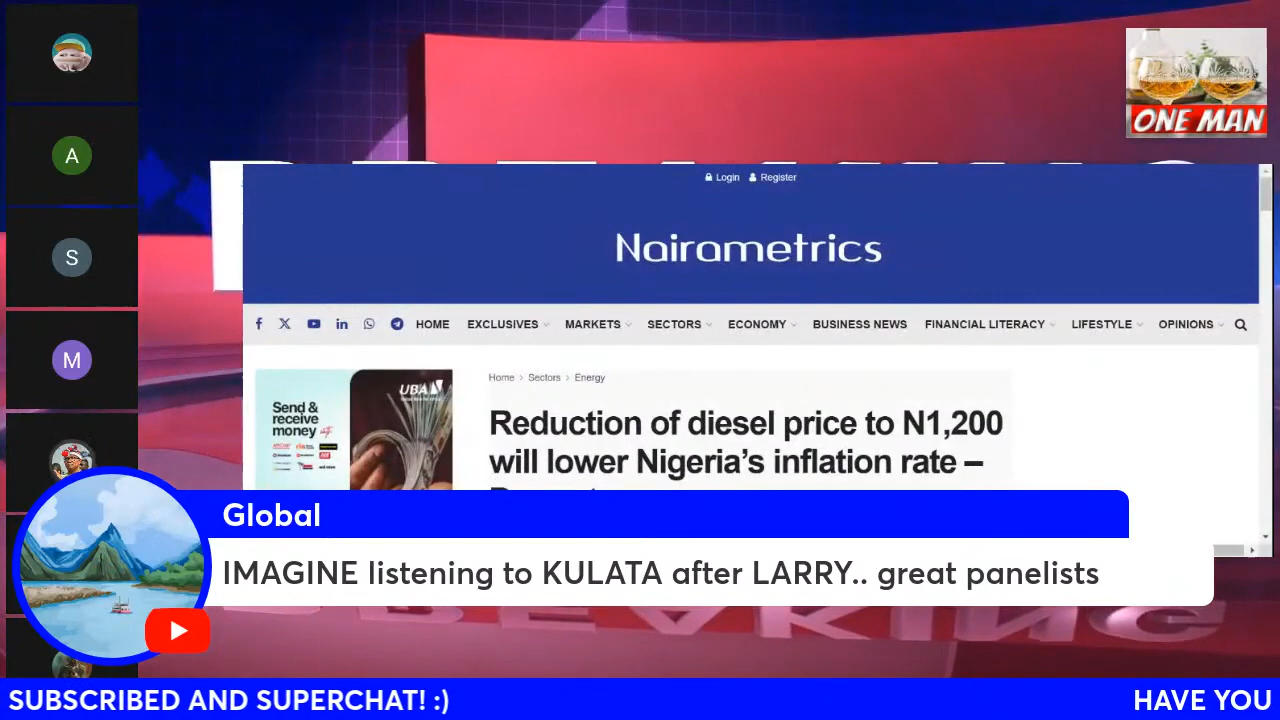 A
S
M
ONE MAN
Login Register
Nairametrics
HOME EXCLUSIVES MARKETS SECTORS ECONOMY BUSINESS NEWS FINANCIAL LITERACY LIFESTYLE OPINIONS
Home > Sectors > Energy
UBA
Send &
receive
money
Reduction of diesel price to N1,200
will lower Nigeria's inflation rate –
Global
IMAGINE listening to KULATA after LARRY.. great panelists
SUBSCRIBED AND SUPERCHAT! :) HAVE YOU